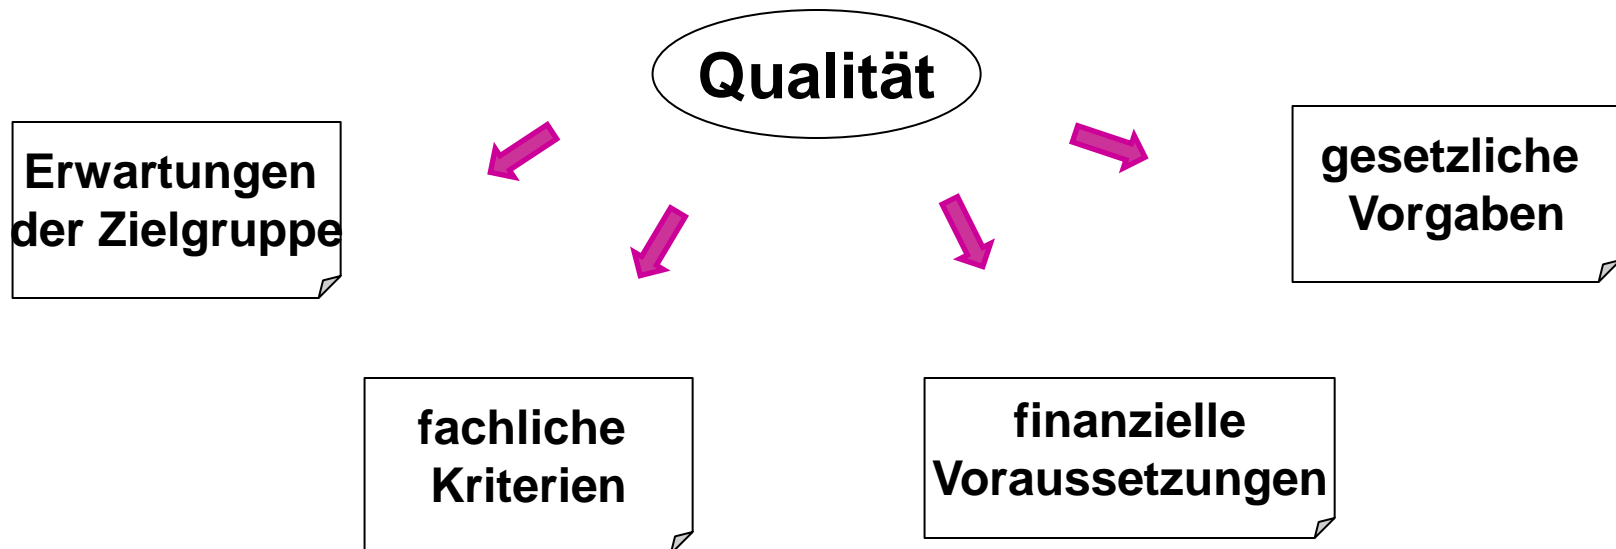 Qualität
Erwartungen
der Zielgruppe
gesetzliche
Vorgaben
fachliche
Kriterien
finanzielle
Voraussetzungen